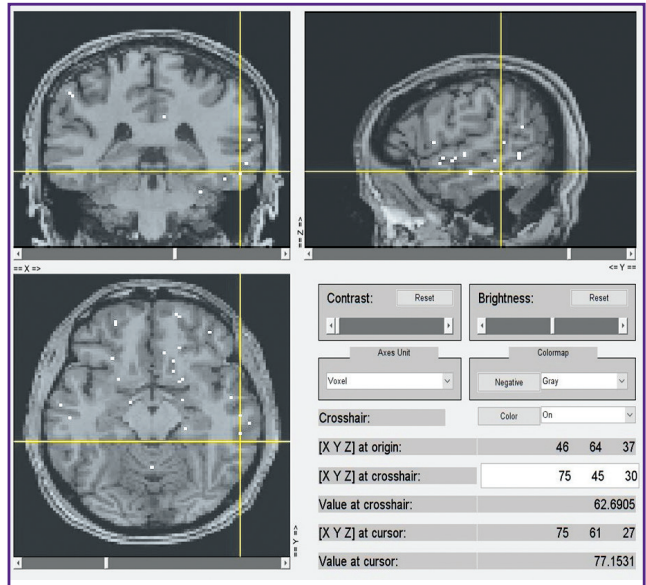 ^ Z
== X =>
<= Y ==
Contrast:
Reset
Brightness:
Reset
Axes Unit
Colormap
Voxel
Negative
Gray
Crosshair:
Color
On
[X Y Z] at origin:
46 64 37
[X Y Z] at crosshair:
75 45 30
Value at crosshair:
62.6905
[X Y Z] at cursor:
75 61 27
Value at cursor:
77.1531
^ Y